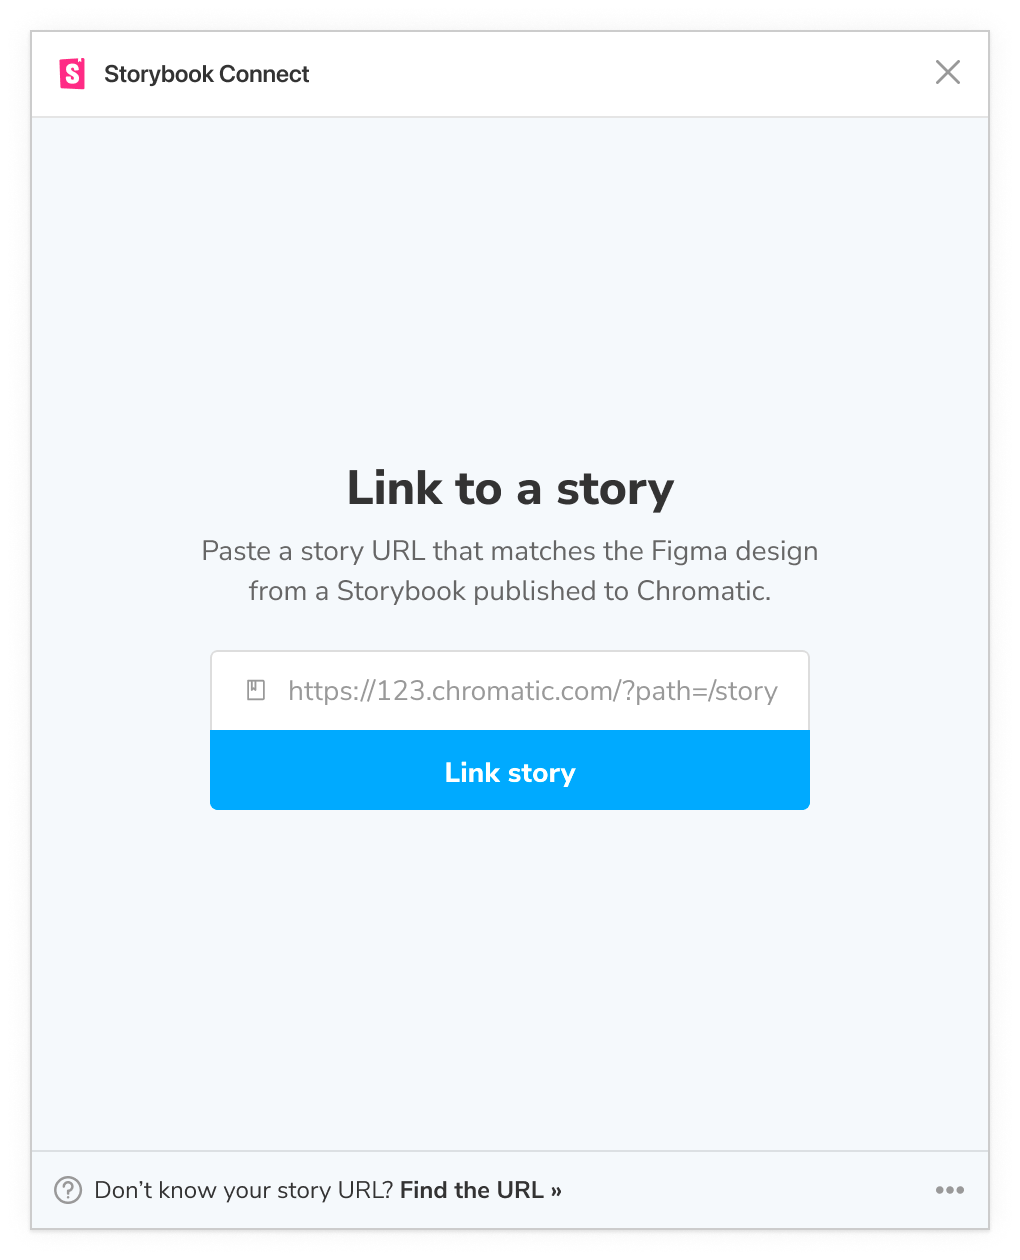 S Storybook Connect
Link to a story
Paste a story URL that matches the Figma design
from a Storybook published to Chromatic.
https://123.chromatic.com/?path=/story
Link story
Don’t know your story URL? Find the URL »